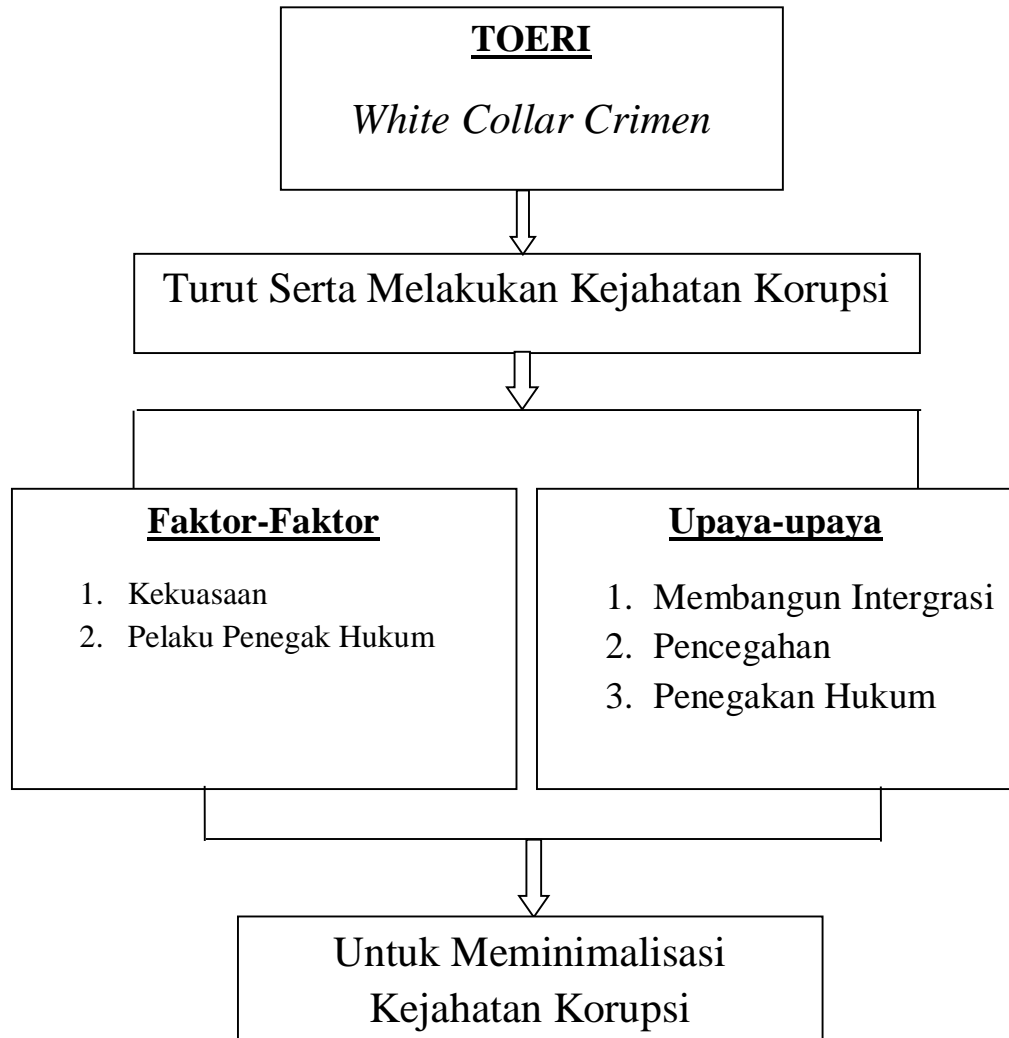 TOERI
White Collar Crimen
Turut Serta Melakukan Kejahatan Korupsi
Faktor-Faktor
1. Kekuasaan
2. Pelaku Penegak Hukum
Upaya-upaya
1. Membangun Intergrasi
2. Pencegahan
3. Penegakan Hukum
Untuk Meminimalisasi
Kejahatan Korupsi